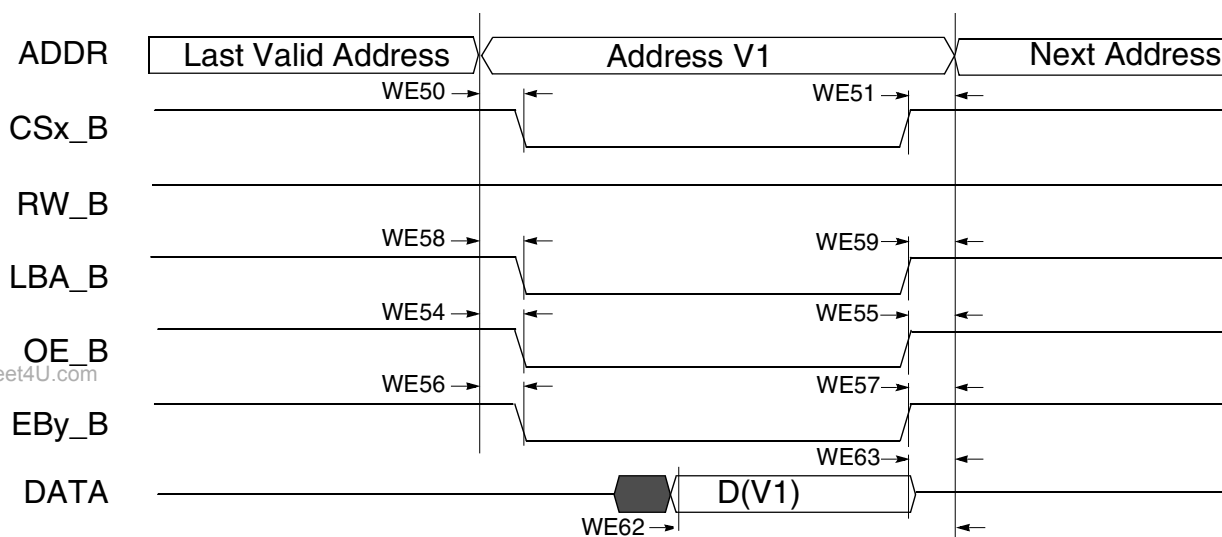 ADDR Last Valid Address Address V1 Next Address
WE50 WE51
CSx_B
RW_B
WE58 WE59
LBA_B
WE54 WE55
OE_B
eet4U.com
WE56 WE57
EBy_B
WE63
DATA D(V1)
WE62